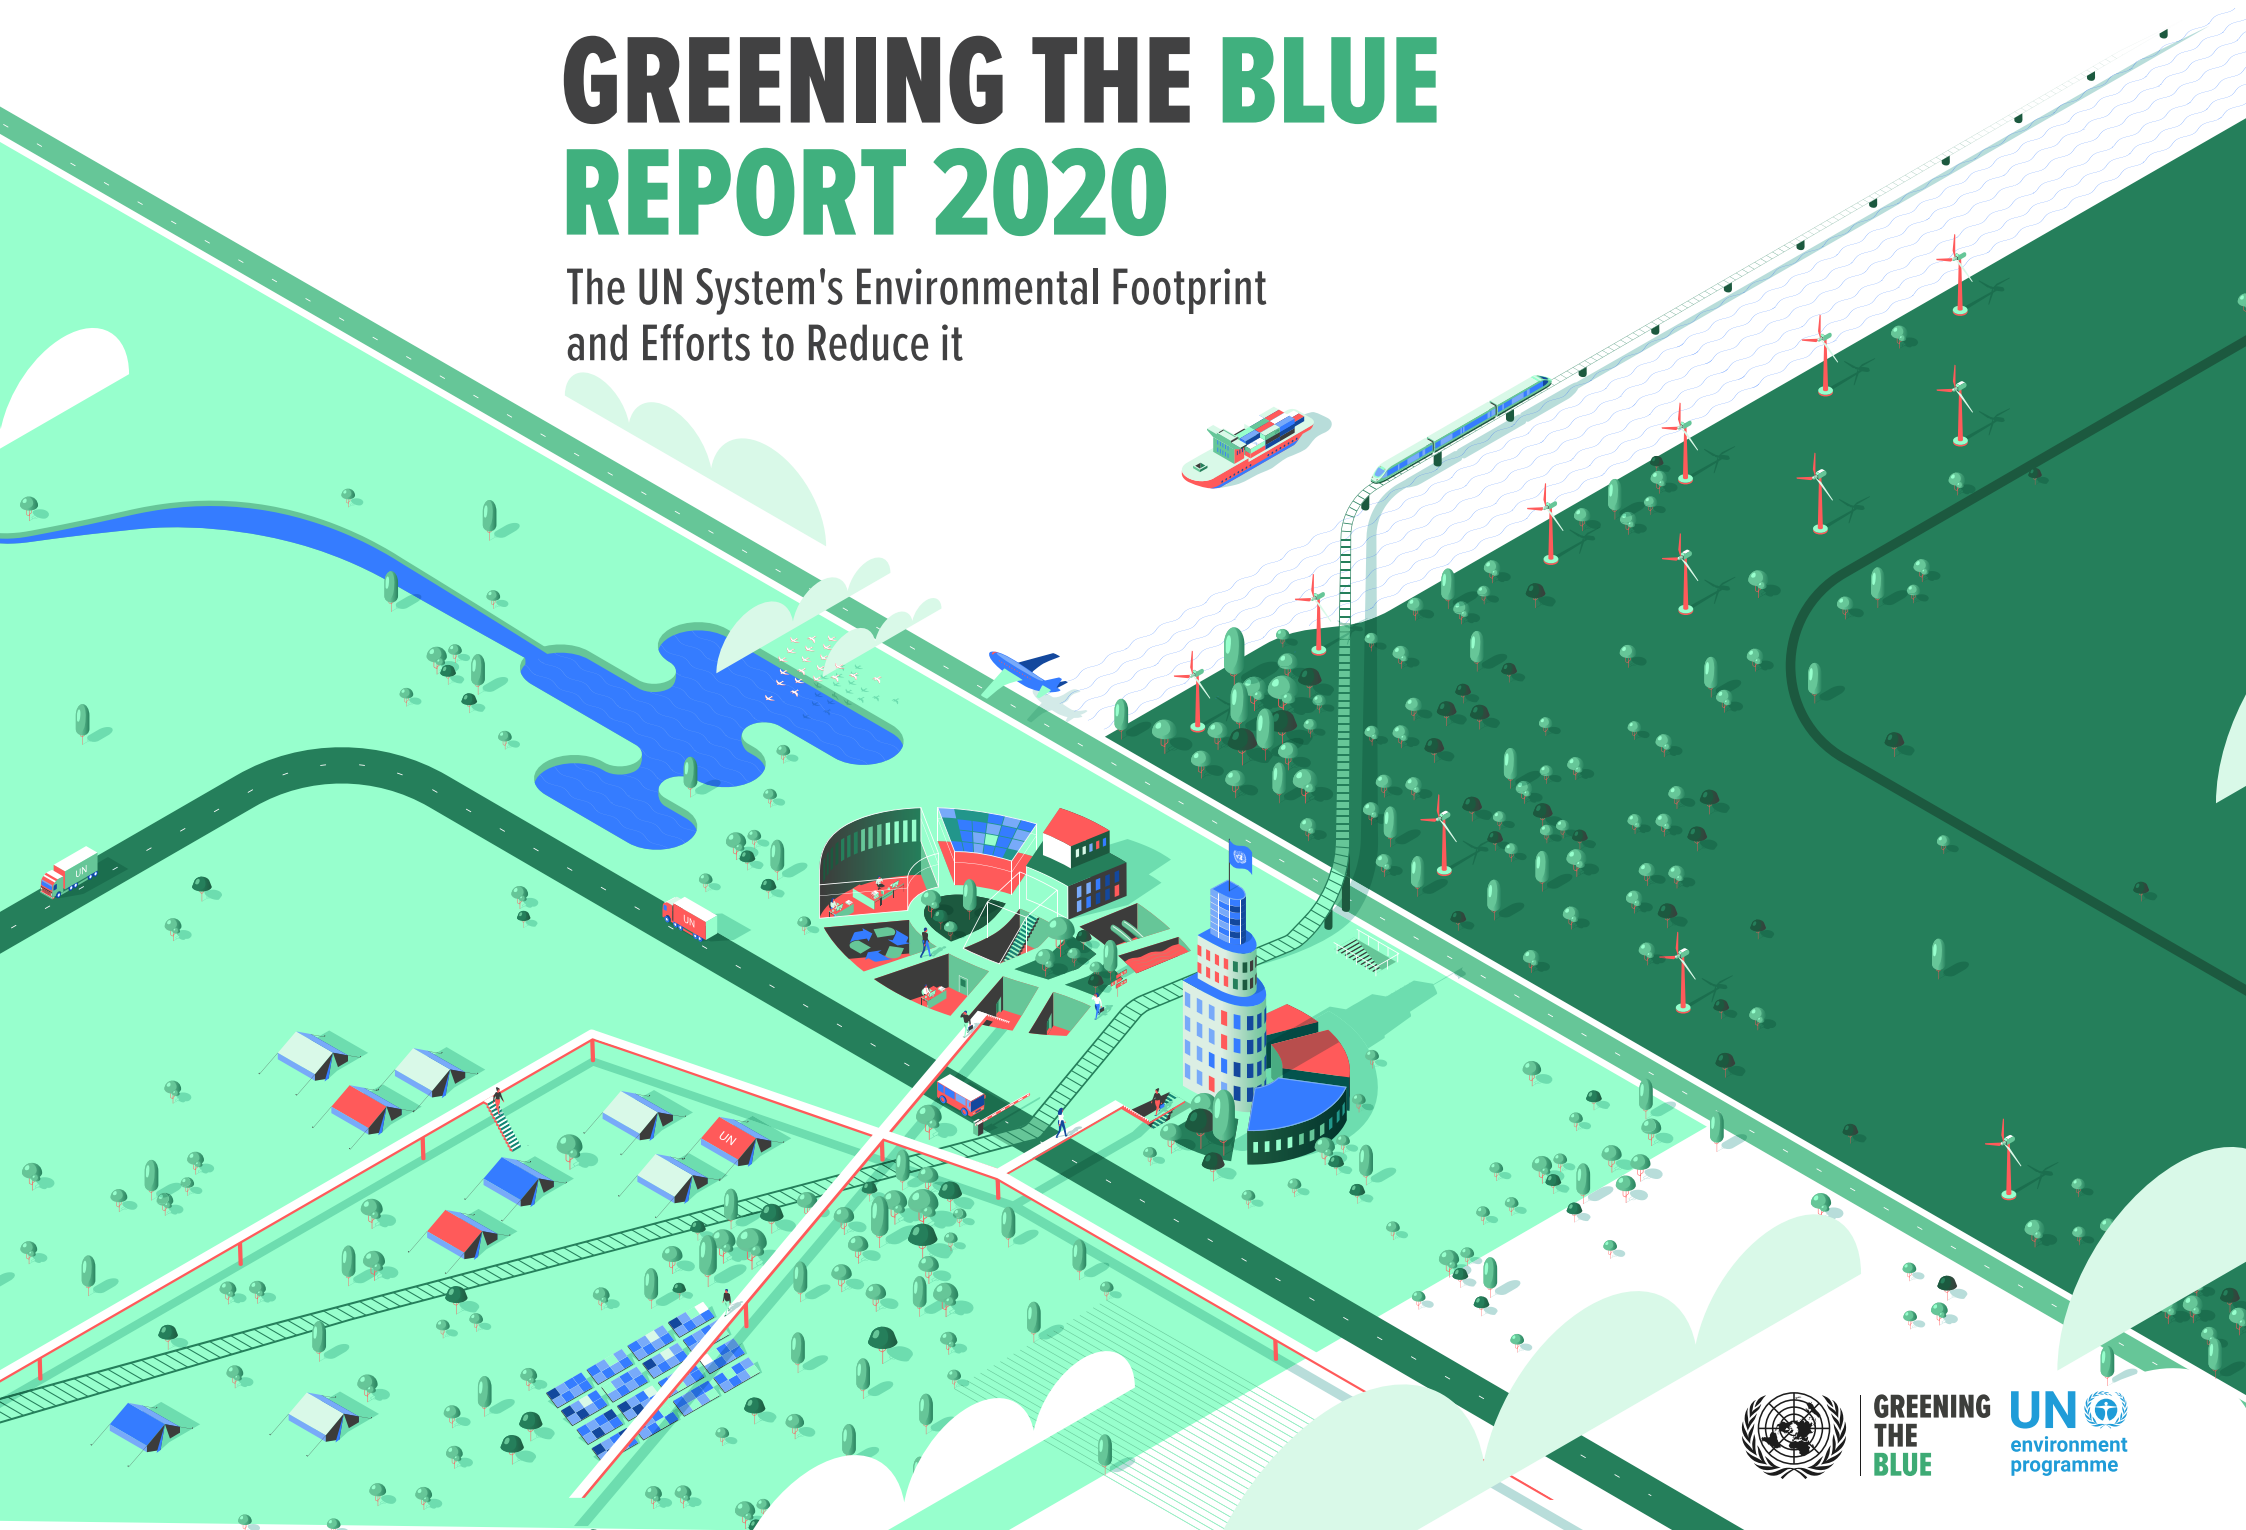 GREENING THE BLUE
REPORT 2020
The UN System's Environmental Footprint
and Efforts to Reduce it
UN
UN
UN
GREENING
THE
BLUE
UN
environment
programme